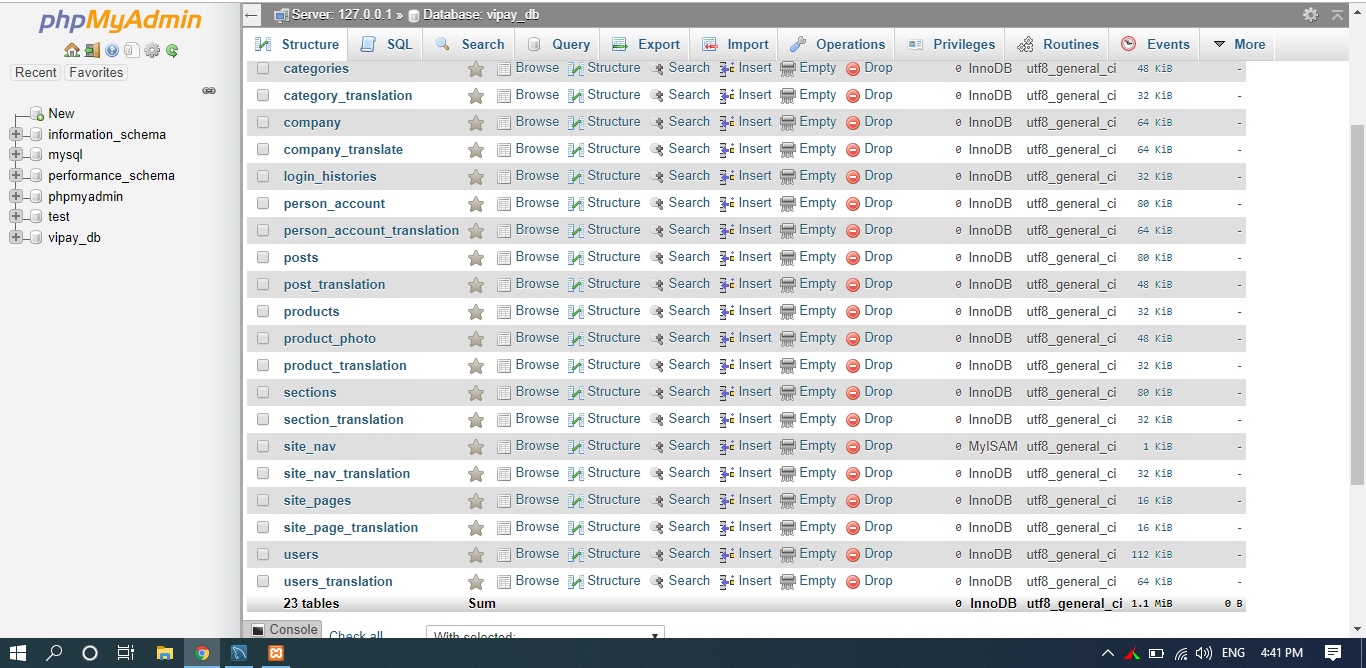 phpMyAdmin
Recent Favorites
New
information_schema
mysql
performance_schema
phpmyadmin
test
vipay_db
Server: 127.0.0.1 » Database: vipay_db
Structure SQL Search Query Export Import Operations Privileges Routines Events More
categories Browse Structure Search Insert Empty Drop 0 InnoDB utf8_general_ci 48 KiB -
category_translation Browse Structure Search Insert Empty Drop 0 InnoDB utf8_general_ci 32 KiB -
company Browse Structure Search Insert Empty Drop 0 InnoDB utf8_general_ci 64 KiB -
company_translate Browse Structure Search Insert Empty Drop 0 InnoDB utf8_general_ci 64 KiB -
login_histories Browse Structure Search Insert Empty Drop 0 InnoDB utf8_general_ci 32 KiB -
person_account Browse Structure Search Insert Empty Drop 0 InnoDB utf8_general_ci 80 KiB -
person_account_translation Browse Structure Search Insert Empty Drop 0 InnoDB utf8_general_ci 64 KiB -
posts Browse Structure Search Insert Empty Drop 0 InnoDB utf8_general_ci 80 KiB -
post_translation Browse Structure Search Insert Empty Drop 0 InnoDB utf8_general_ci 48 KiB -
products Browse Structure Search Insert Empty Drop 0 InnoDB utf8_general_ci 32 KiB -
product_photo Browse Structure Search Insert Empty Drop 0 InnoDB utf8_general_ci 48 KiB -
product_translation Browse Structure Search Insert Empty Drop 0 InnoDB utf8_general_ci 32 KiB -
sections Browse Structure Search Insert Empty Drop 0 InnoDB utf8_general_ci 80 KiB -
section_translation Browse Structure Search Insert Empty Drop 0 InnoDB utf8_general_ci 32 KiB -
site_nav Browse Structure Search Insert Empty Drop 0 MyISAM utf8_general_ci 1 KiB -
site_nav_translation Browse Structure Search Insert Empty Drop 0 InnoDB utf8_general_ci 32 KiB -
site_pages Browse Structure Search Insert Empty Drop 0 InnoDB utf8_general_ci 16 KiB -
site_page_translation Browse Structure Search Insert Empty Drop 0 InnoDB utf8_general_ci 16 KiB -
users Browse Structure Search Insert Empty Drop 0 InnoDB utf8_general_ci 112 KiB -
users_translation Browse Structure Search Insert Empty Drop 0 InnoDB utf8_general_ci 64 KiB -
23 tables Sum 0 InnoDB utf8_general_ci 1.1 MiB 0 B
Console Check all With selected:
ENG 4:41 PM